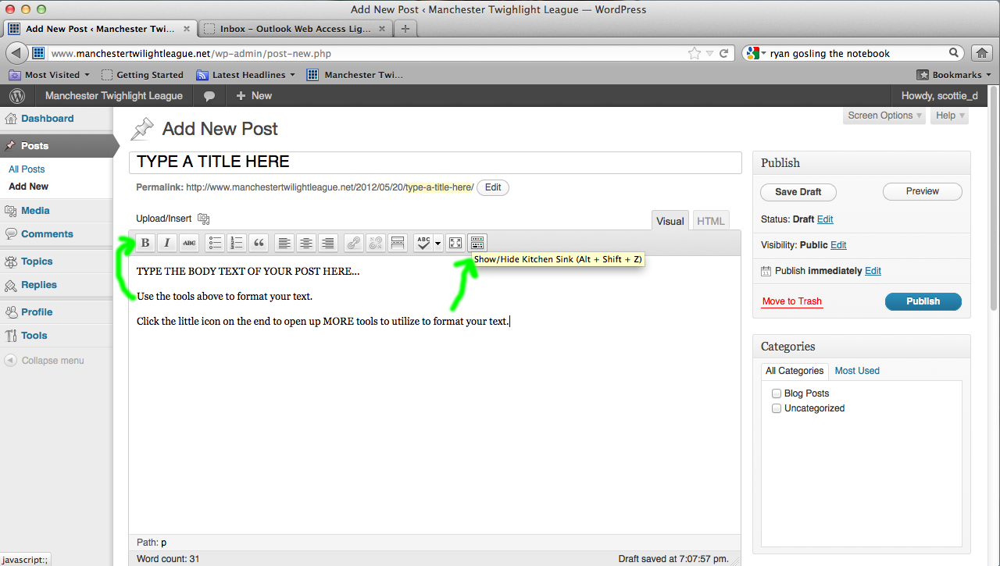 Add New Post ‹ Manchester Twighlight League — WordPress
Add New Post ‹ Manchester Twi...
Inbox – Outlook Web Access Lig...
www.manchestertwilightleague.net/wp-admin/post-new.php
ryan gosling the notebook
Most Visited
Getting Started
Latest Headlines
Manchester Twi...
Bookmarks
Manchester Twighlight League
New
Howdy, scottie_d
Dashboard
Posts
All Posts
Add New
Media
Comments
Topics
Replies
Profile
Tools
Collapse menu
Screen Options
Help
Add New Post
TYPE A TITLE HERE
Permalink: http://www.manchestertwilightleague.net/2012/05/20/type-a-title-here/ Edit
Upload/Insert
Visual
HTML
B I ABC
ABC
Show/Hide Kitchen Sink (Alt + Shift + Z)
TYPE THE BODY TEXT OF YOUR POST HERE...
Use the tools above to format your text.
Click the little icon on the end to open up MORE tools to utilize to format your text.
Path: p
Word count: 31
Draft saved at 7:07:57 pm.
Publish
Save Draft
Preview
Status: Draft Edit
Visibility: Public Edit
Publish immediately Edit
Move to Trash
Publish
Categories
All Categories
Most Used
Blog Posts
Uncategorized
javascript:;